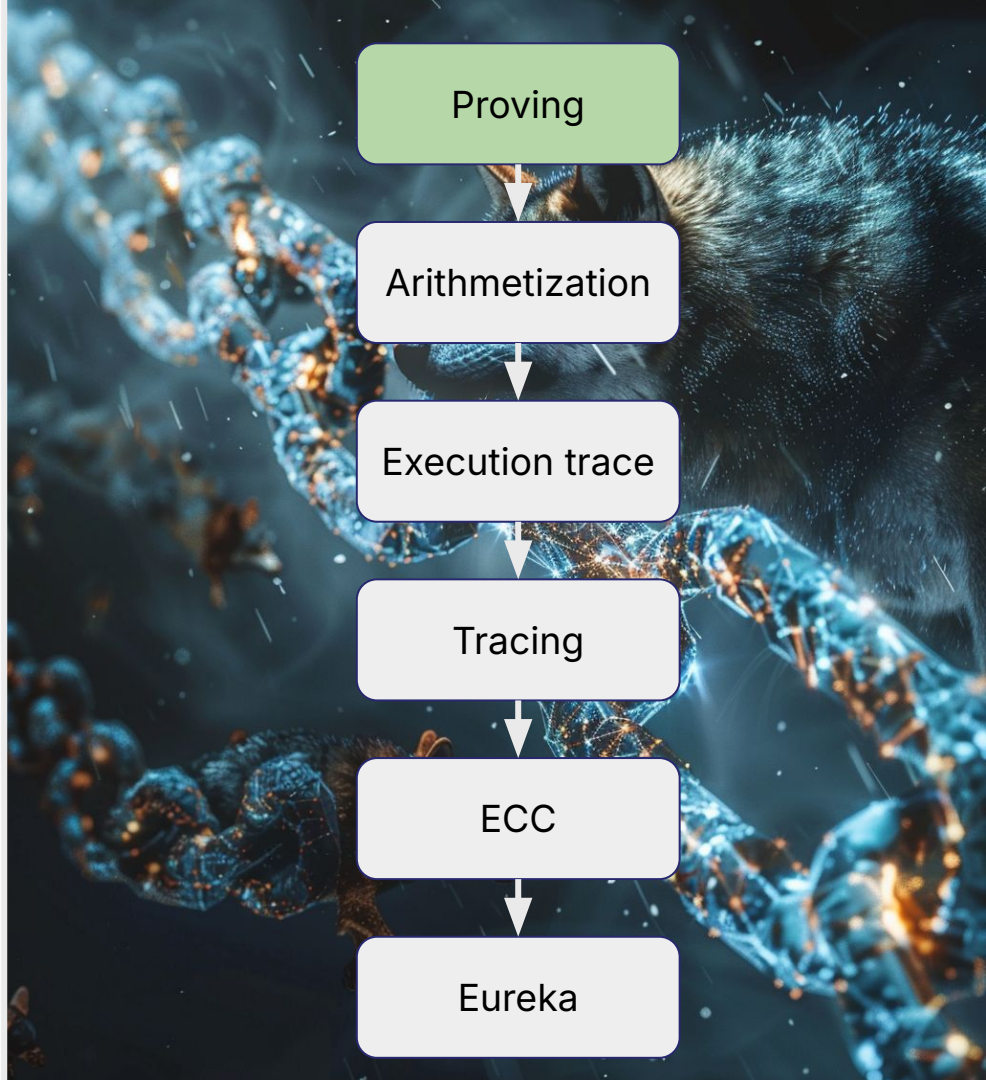 Proving
Arithmetization
Execution trace
Tracing
ECC
Eureka